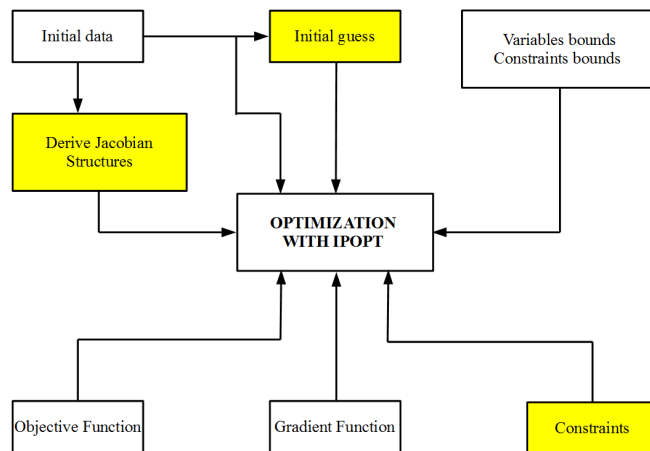 Initial data
Initial guess
Variables bounds
Constraints bounds
Derive Jacobian
Structures
OPTIMIZATION
WITH IPOPT
Objective Function
Gradient Function
Constraints